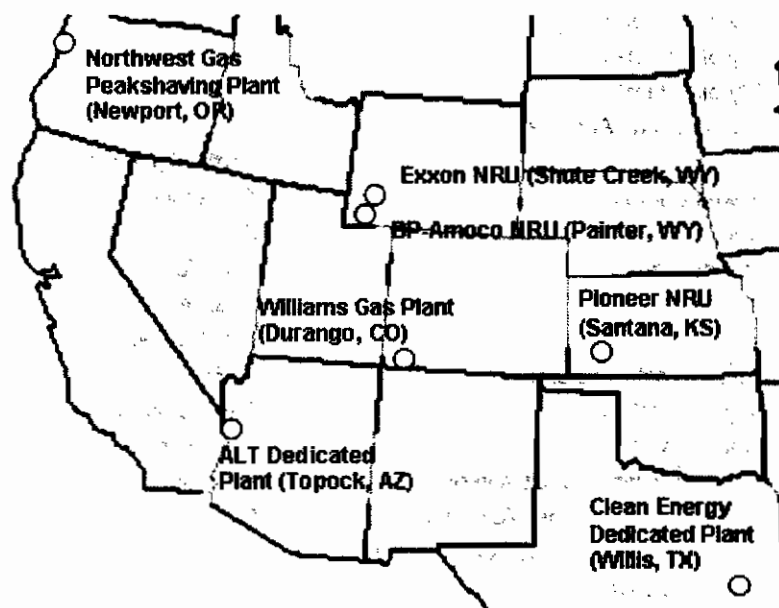 Northwest Gas
Peakshaving Plant
(Newport, OR)
Exxon NRU (Shute Creek, WY)
BP-Amoco NRU (Painter, WY)
Williams Gas Plant
(Durango, CO)
Pioneer NRU
(Santana, KS)
ALT Dedicated
Plant (Topock, AZ)
Clean Energy
Dedicated Plant
(Willis, TX)